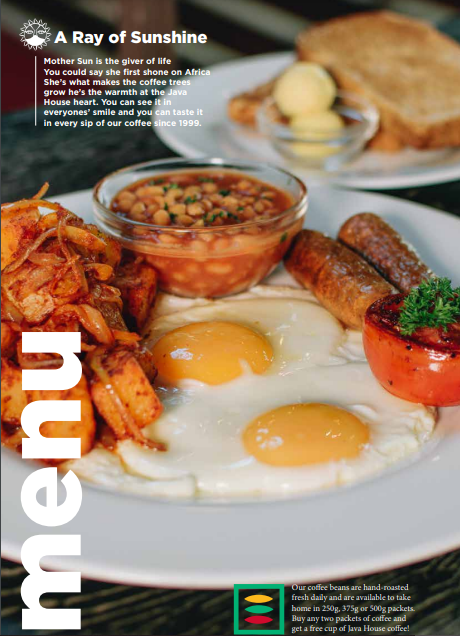 A Ray of Sunshine
Mother Sun is the giver of life
You could say she first shone on Africa
She's what makes the coffee trees
grow he's the warmth at the Java
House heart. You can see it in
everyones' smile and you can taste it
in every sip of our coffee since 1999.
menu
Our coffee beans are hand-roasted
fresh daily and are available to take
home in 250g, 375g or 500g packets.
Buy any two packets of coffee and
get a free cup of Java House coffee!